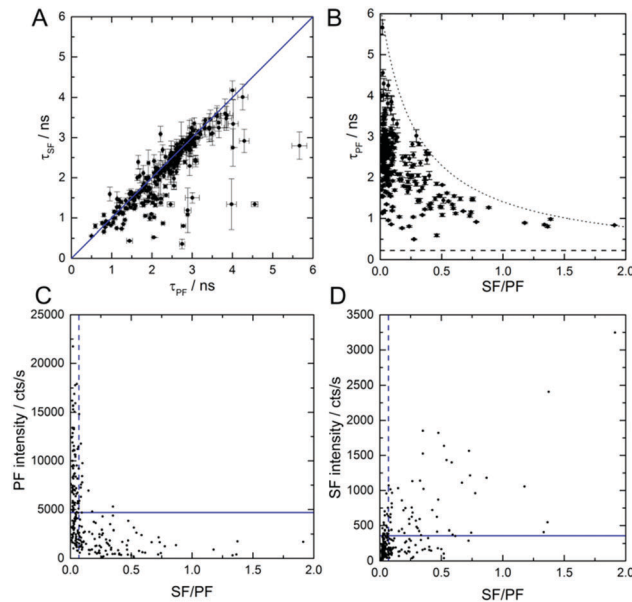 A
B
6
5
4
3
2
1
0
τSF / ns
0 1 2 3 4 5 6
τPF / ns
6
5
4
3
2
1
0
τPF / ns
0.0 0.5 1.0 1.5 2.0
SF/PF
C
D
25000
20000
15000
10000
5000
0
PF intensity / cts/s
0.0 0.5 1.0 1.5 2.0
SF/PF
3500
3000
2500
2000
1500
1000
500
0
SF intensity / cts/s
0.0 0.5 1.0 1.5 2.0
SF/PF